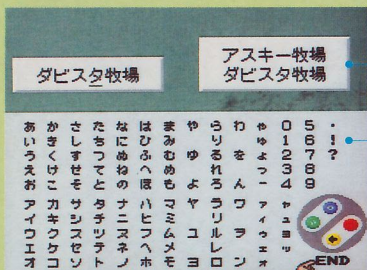 ダビスタ牧場
アスキー牧場
ダビスタ牧場
あ か さ た な は ま や ら わ ゃ 0 5 ・
い き し ち に ひ み り ゅ 1 6 !
う く す つ ぬ ふ む ゆ る を ょ 2 7 ?
え け せ て ね へ め れ っ 3 8
お こ そ と の ほ も よ ろ ん ー 4 9
ア カ サ タ ナ ハ マ ヤ ラ ワ ァ ャ
イ キ シ チ ニ ヒ ミ リ ィ ュ
ウ ク ス ツ ヌ フ ム ユ ル ヲ ゥ ョ
エ ケ セ テ ネ ヘ メ レ ェ ッ
オ コ ソ ト ノ ホ モ ヨ ロ ン ォ END